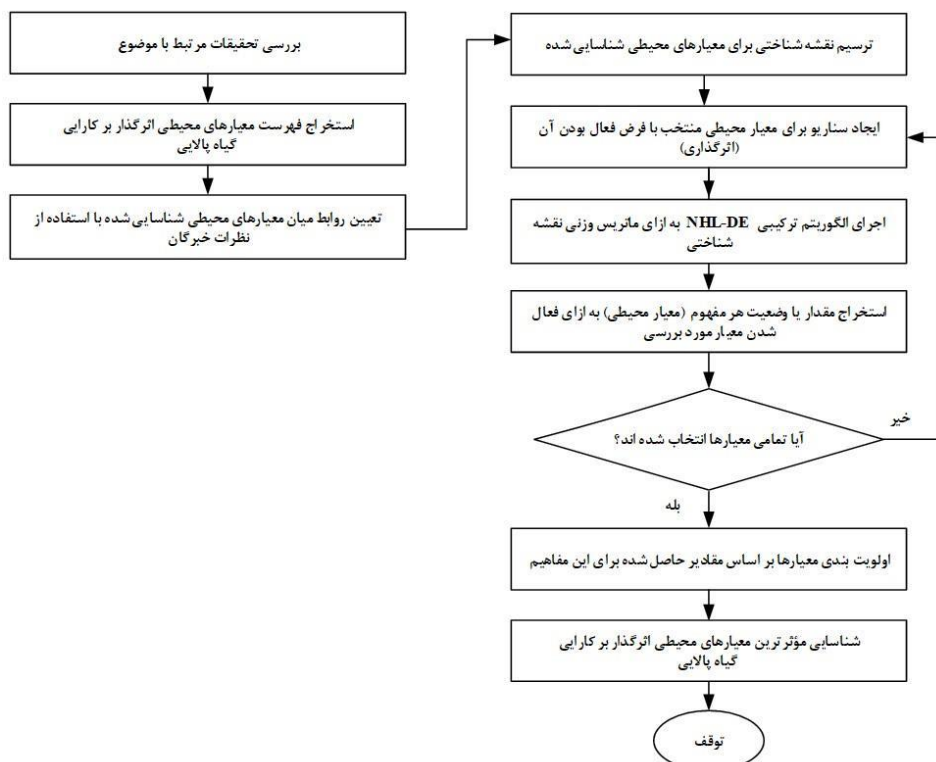 بررسی تحقیقات مرتبط با موضوع
استخراج فهرست معیارهای محیطی اثرگذار بر کارایی
گیاه پالایی
تعیین روابط میان معیارهای محیطی شناسایی شده با استفاده از
نظرات خبرگان
ترسیم نقشه شناختی برای معیارهای محیطی شناسایی شده
ایجاد سناریو برای معیار محیطی منتخب با فرض فعال بودن آن
(اثرگذاری)
اجرای الگوریتم ترکیبی NHL-DE به ازای ماتریس وزنی نقشه
شناختی
استخراج مقدار یا وضعیت هر مفهوم (معیار محیطی) به ازای فعال
شدن معیار مورد بررسی
آیا تمامی معیارها انتخاب شده اند؟
خیر
بله
اولویت بندی معیارها بر اساس مقادیر حاصل شده برای این مفاهیم
شناسایی مؤثر ترین معیارهای محیطی اثرگذار بر کارایی
گیاه پالایی
توقف